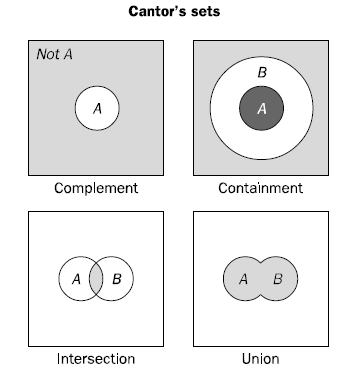 Cantor's sets
Not A
A
B
A
Complement
Containment
A B
A B
Intersection
Union